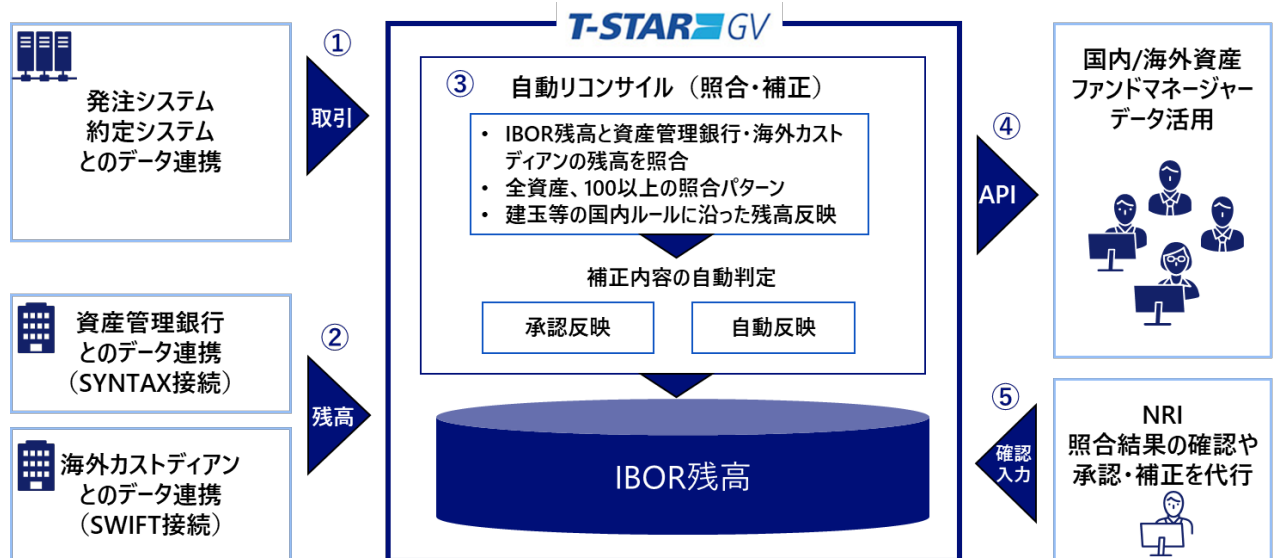 T-STAR GV
発注システム
約定システム
とのデータ連携
①
取引
資産管理銀行
とのデータ連携
（SYNTAX接続）
海外カストディアン
とのデータ連携
（SWIFT接続）
②
残高
③ 自動リコンサイル（照合・補正）
• IBOR残高と資産管理銀行・海外カスト
ディアンの残高を照合
• 全資産、100以上の照合パターン
• 建玉等の国内ルールに沿った残高反映
補正内容の自動判定
承認反映
自動反映
IBOR残高
④
API
国内/海外資産
ファンドマネージャー
データ活用
⑤
確認
入力
NRI
照合結果の確認や
承認・補正を代行